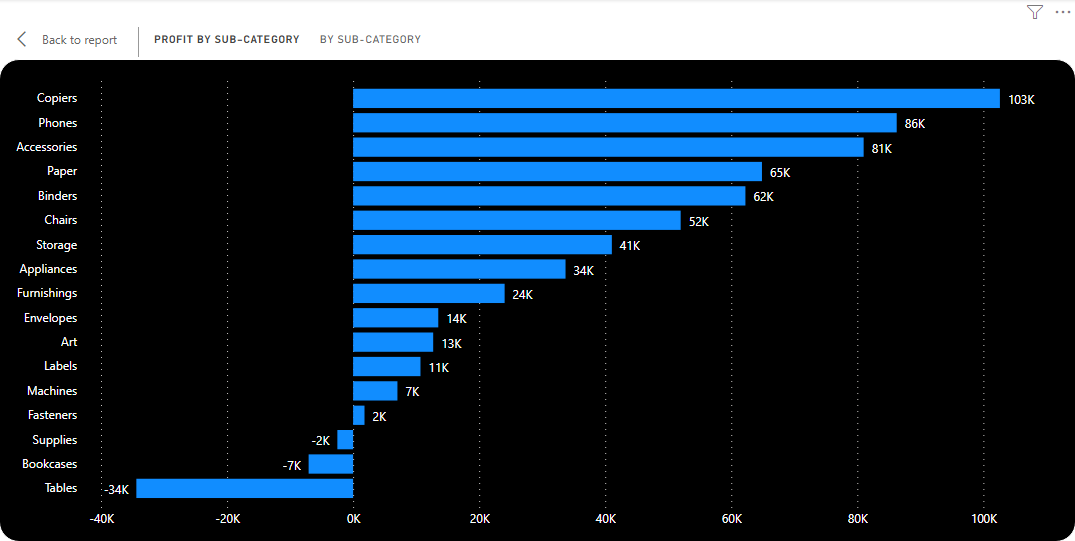 Back to report PROFIT BY SUB-CATEGORY BY SUB-CATEGORY
Copiers 103K
Phones 86K
Accessories 81K
Paper 65K
Binders 62K
Chairs 52K
Storage 41K
Appliances 34K
Furnishings 24K
Envelopes 14K
Art 13K
Labels 11K
Machines 7K
Fasteners 2K
Supplies -2K
Bookcases -7K
Tables -34K
-40K -20K 0K 20K 40K 60K 80K 100K